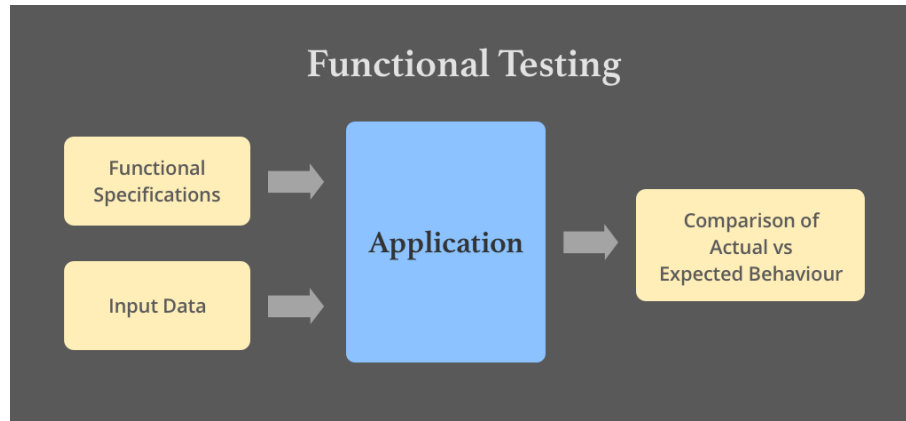 Functional Testing
Functional
Specifications
Input Data
Application
Comparison of
Actual vs
Expected Behaviour